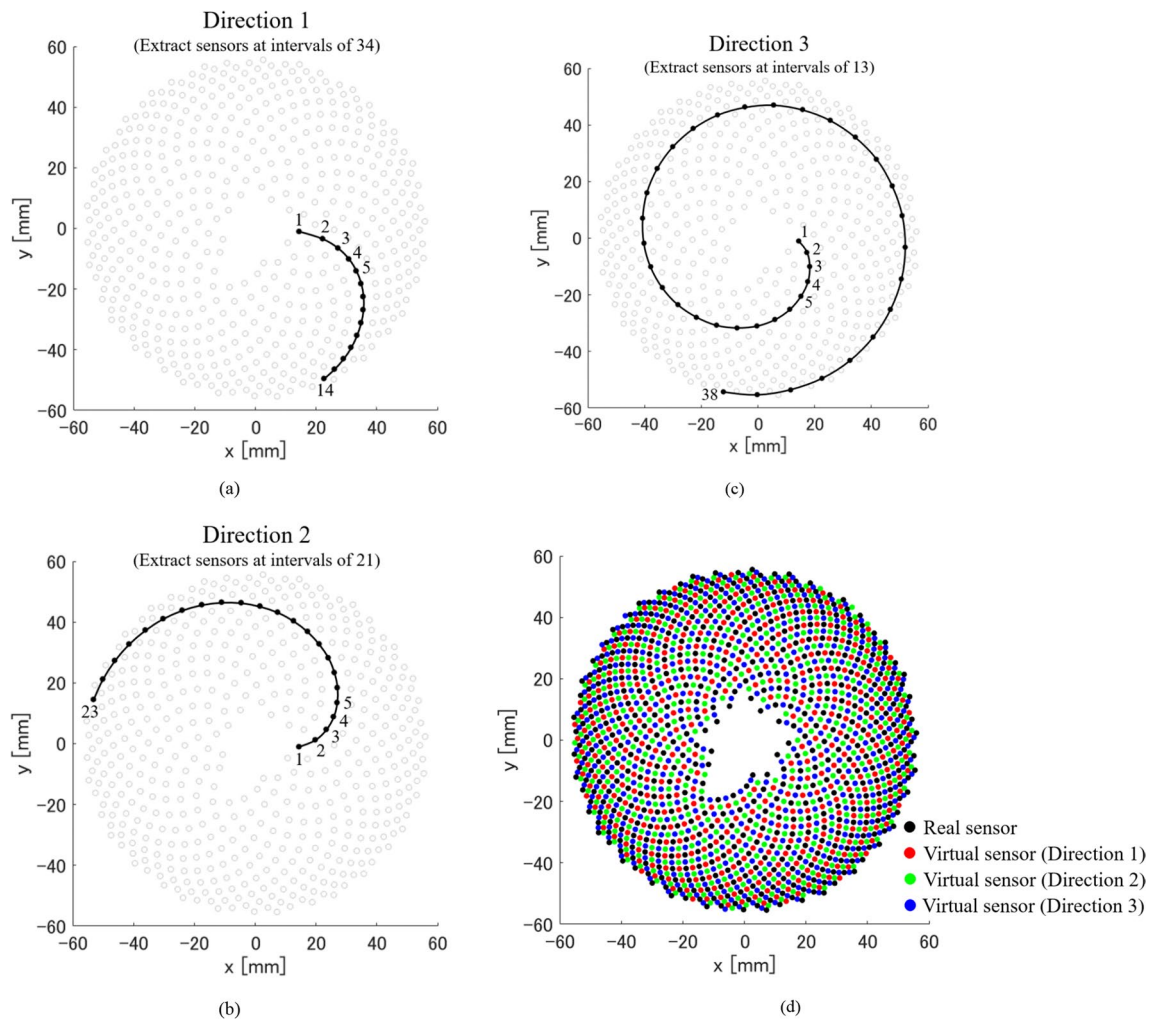 Direction 1
(Extract sensors at intervals of 34)
60
40
20
0
−20
−40
−60
y [mm]
1
2
3
4
5
14
−60 −40 −20 0 20 40 60
x [mm]
(a)
Direction 3
(Extract sensors at intervals of 13)
60
40
20
0
−20
−40
−60
y [mm]
1
2
3
4
5
38
−60 −40 −20 0 20 40 60
x [mm]
(c)
Direction 2
(Extract sensors at intervals of 21)
60
40
20
0
−20
−40
−60
y [mm]
23
5
4
3
2
1
−60 −40 −20 0 20 40 60
x [mm]
(b)
60
40
20
0
−20
−40
−60
y [mm]
Real sensor
Virtual sensor (Direction 1)
Virtual sensor (Direction 2)
Virtual sensor (Direction 3)
−60 −40 −20 0 20 40 60
x [mm]
(d)